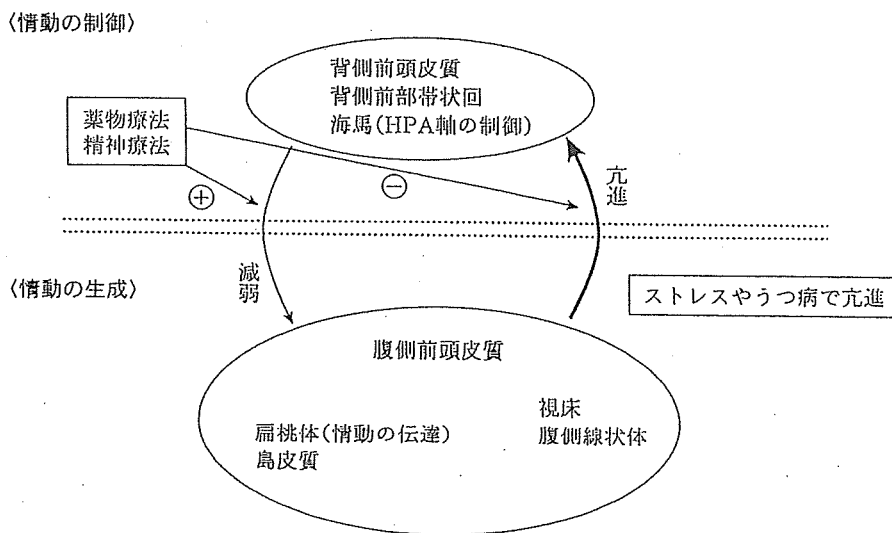 〈情動の制御〉
背側前頭皮質
背側前部帯状回
海馬(HPA軸の制御)
薬物療法
精神療法
⊕
⊖
亢進
減弱
〈情動の生成〉
ストレスやうつ病で亢進
腹側前頭皮質
視床
腹側線状体
扁桃体(情動の伝達)
島皮質